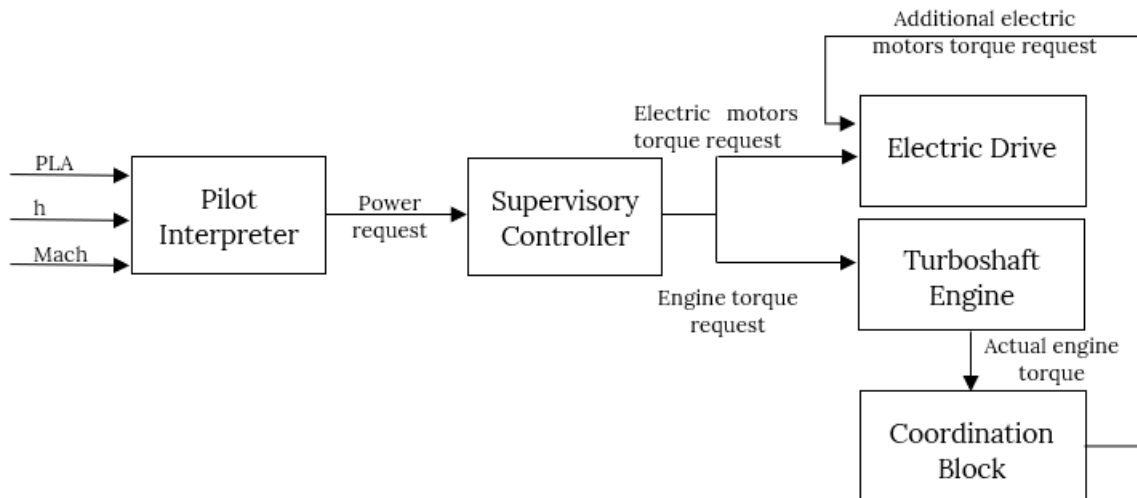 Additional electric
motors torque request
Electric motors
torque request
Electric Drive
PLA
h
Mach
Pilot
Interpreter
Power
request
Supervisory
Controller
Turboshaft
Engine
Engine torque
request
Actual engine
torque
Coordination
Block